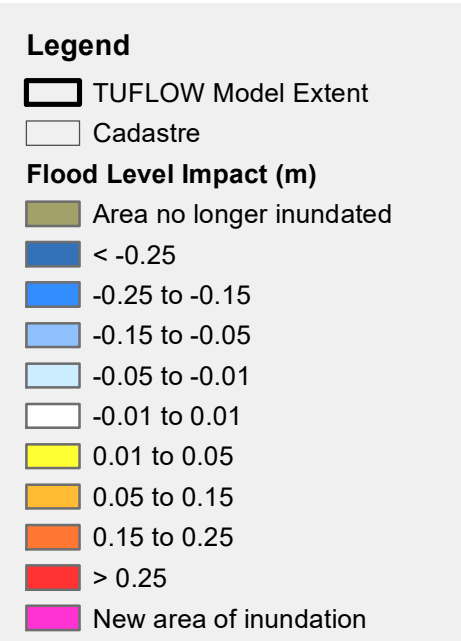 Legend
TUFLOW Model Extent
Cadastre
Flood Level Impact (m)
Area no longer inundated
< -0.25
-0.25 to -0.15
-0.15 to -0.05
-0.05 to -0.01
-0.01 to 0.01
0.01 to 0.05
0.05 to 0.15
0.15 to 0.25
> 0.25
New area of inundation